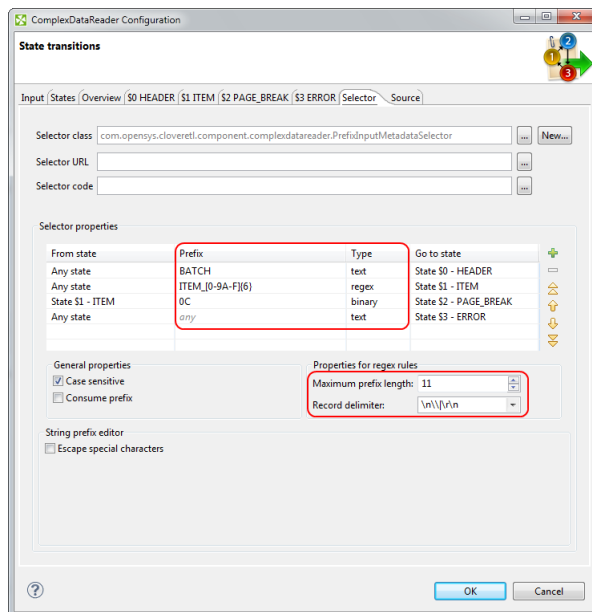 ComplexDataReader Configuration
State transitions
2
1
3
Input States Overview $0 HEADER $1 ITEM $2 PAGE_BREAK $3 ERROR Selector Source
Selector class com.opensys.cloveretl.component.complexdatareader.PrefixInputMetadataSelector ... New...
Selector URL ...
Selector code ...
Selector properties
From state Prefix Type Go to state
Any state BATCH text State $0 - HEADER
Any state ITEM_[0-9A-F]{6} regex State $1 - ITEM
State $1 - ITEM 0C binary State $2 - PAGE_BREAK
Any state any text State $3 - ERROR
General properties Properties for regex rules
Case sensitive Maximum prefix length: 11
Consume prefix Record delimiter: \n\\|\r\n
String prefix editor
Escape special characters
? OK Cancel